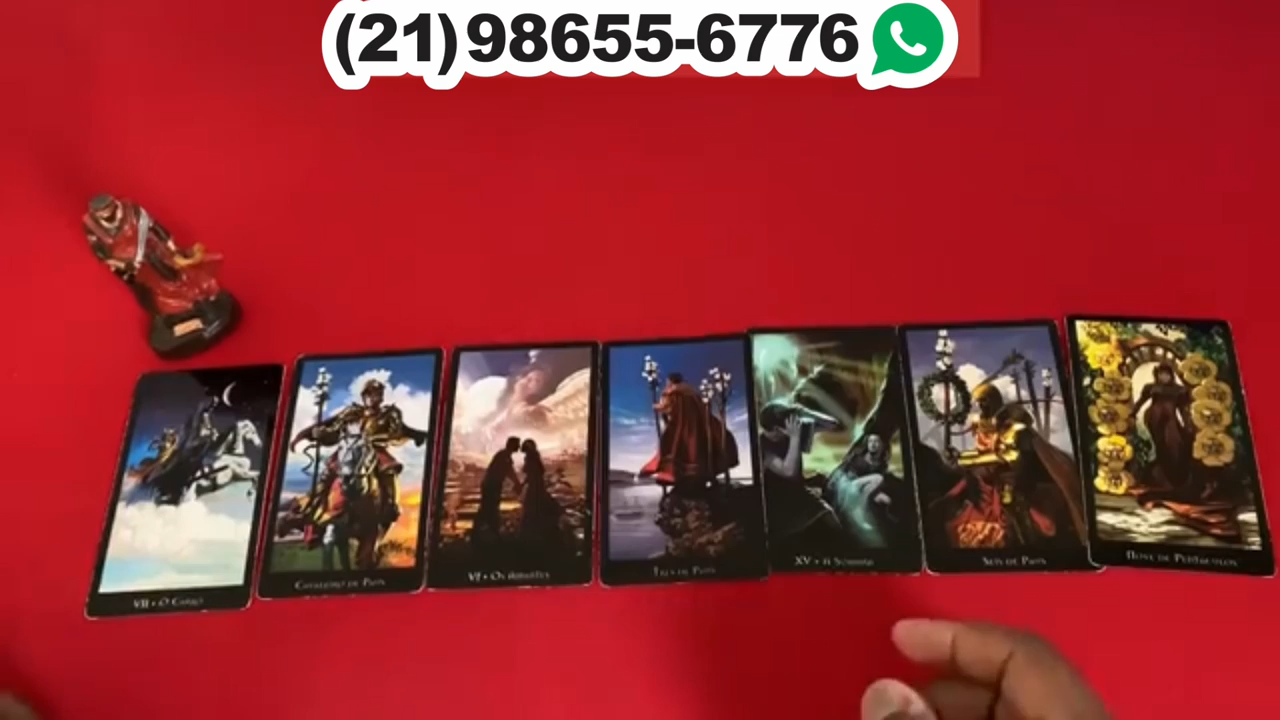 (21)98655-6776
VII • O Carro
Cavaleiro de Paus
VI • Os Amantes
Três de Paus
XV • A Sombra
Seis de Paus
Nove de Pentáculos